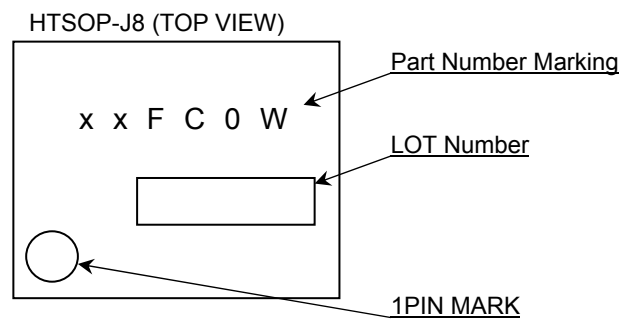 HTSOP-J8 (TOP VIEW)
Part Number Marking
x x F C 0 W
LOT Number
1PIN MARK